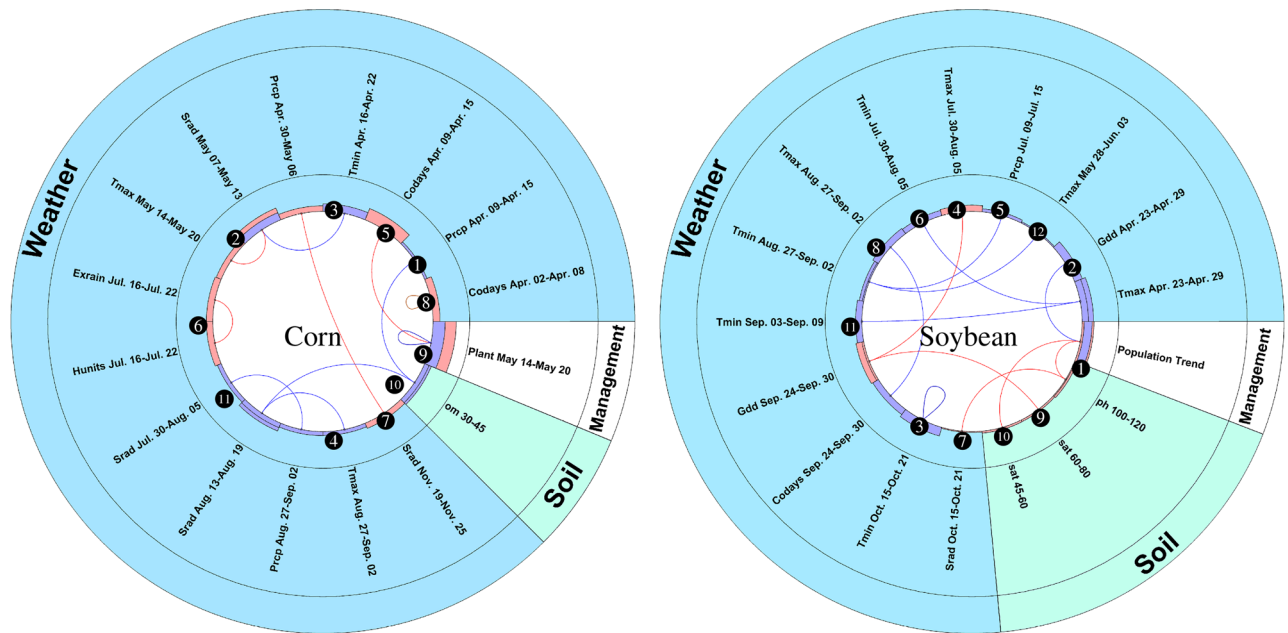 Weather
Prcp Apr. 30-May 06
Tmin Apr. 16-Apr. 22
Srad May 07-May 13
Codays Apr. 09-Apr. 15
Tmax May 14-May 20
Prcp Apr. 09-Apr. 15
Exrain Jul. 16-Jul. 22
Codays Apr. 02-Apr. 08
Hunits Jul. 16-Jul. 22
Plant May 14-May 20
Management
Srad Jul. 30-Aug. 05
om 30-45
Soil
Srad Aug. 13-Aug. 19
Prcp Aug. 27-Sep. 02
Tmax Aug. 27-Sep. 02
Srad Nov. 19-Nov. 25
Corn
3
2
5
1
8
6
9
10
11
7
4
Weather
Tmax Jul. 30-Aug. 05
Prcp Jul. 09-Jul. 15
Tmin Jul. 30-Aug. 05
Tmax May 28-Jun. 03
Tmax Aug. 27-Sep. 02
Gdd Apr. 23-Apr. 29
Tmin Aug. 27-Sep. 02
Tmax Apr. 23-Apr. 29
Tmin Sep. 03-Sep. 09
Population Trend
Management
Gdd Sep. 24-Sep. 30
ph 100-120
Codays Sep. 24-Sep. 30
sat 60-80
Soil
Tmin Oct. 15-Oct. 21
Srad Oct. 15-Oct. 21
sat 45-60
Soybean
4
5
6
12
8
2
11
1
9
3
10
7